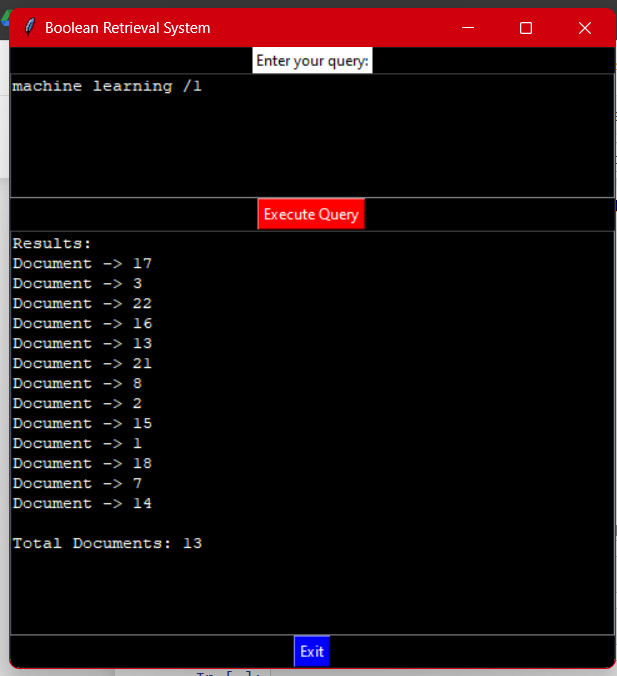 Boolean Retrieval System
Enter your query:
machine learning /1
Execute Query
Results:
Document -> 17
Document -> 3
Document -> 22
Document -> 16
Document -> 13
Document -> 21
Document -> 8
Document -> 2
Document -> 15
Document -> 1
Document -> 18
Document -> 7
Document -> 14
Total Documents: 13
Exit